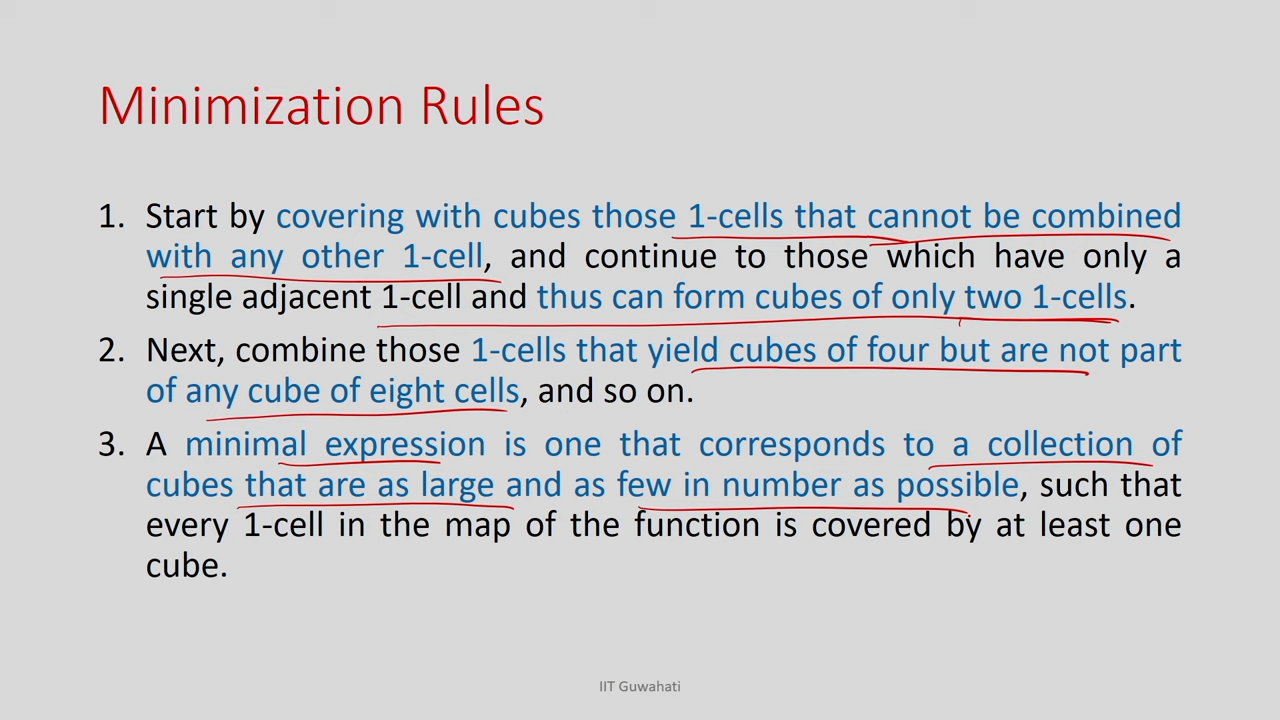 Minimization Rules
1. Start by covering with cubes those 1-cells that cannot be combined
with any other 1-cell, and continue to those which have only a
single adjacent 1-cell and thus can form cubes of only two 1-cells.
2. Next, combine those 1-cells that yield cubes of four but are not part
of any cube of eight cells, and so on.
3. A minimal expression is one that corresponds to a collection of
cubes that are as large and as few in number as possible, such that
every 1-cell in the map of the function is covered by at least one
cube.
IIT Guwahati